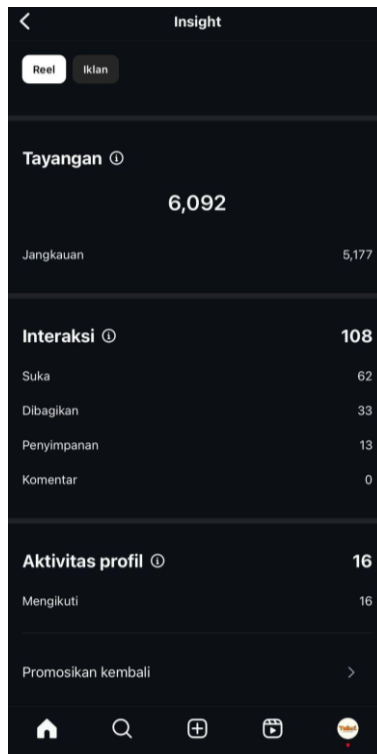 Insight
Reel Iklan
Tayangan
6,092
Jangkauan 5,177
Interaksi 108
Suka 62
Dibagikan 33
Penyimpanan 13
Komentar 0
Aktivitas profil 16
Mengikuti 16
Promosikan kembali